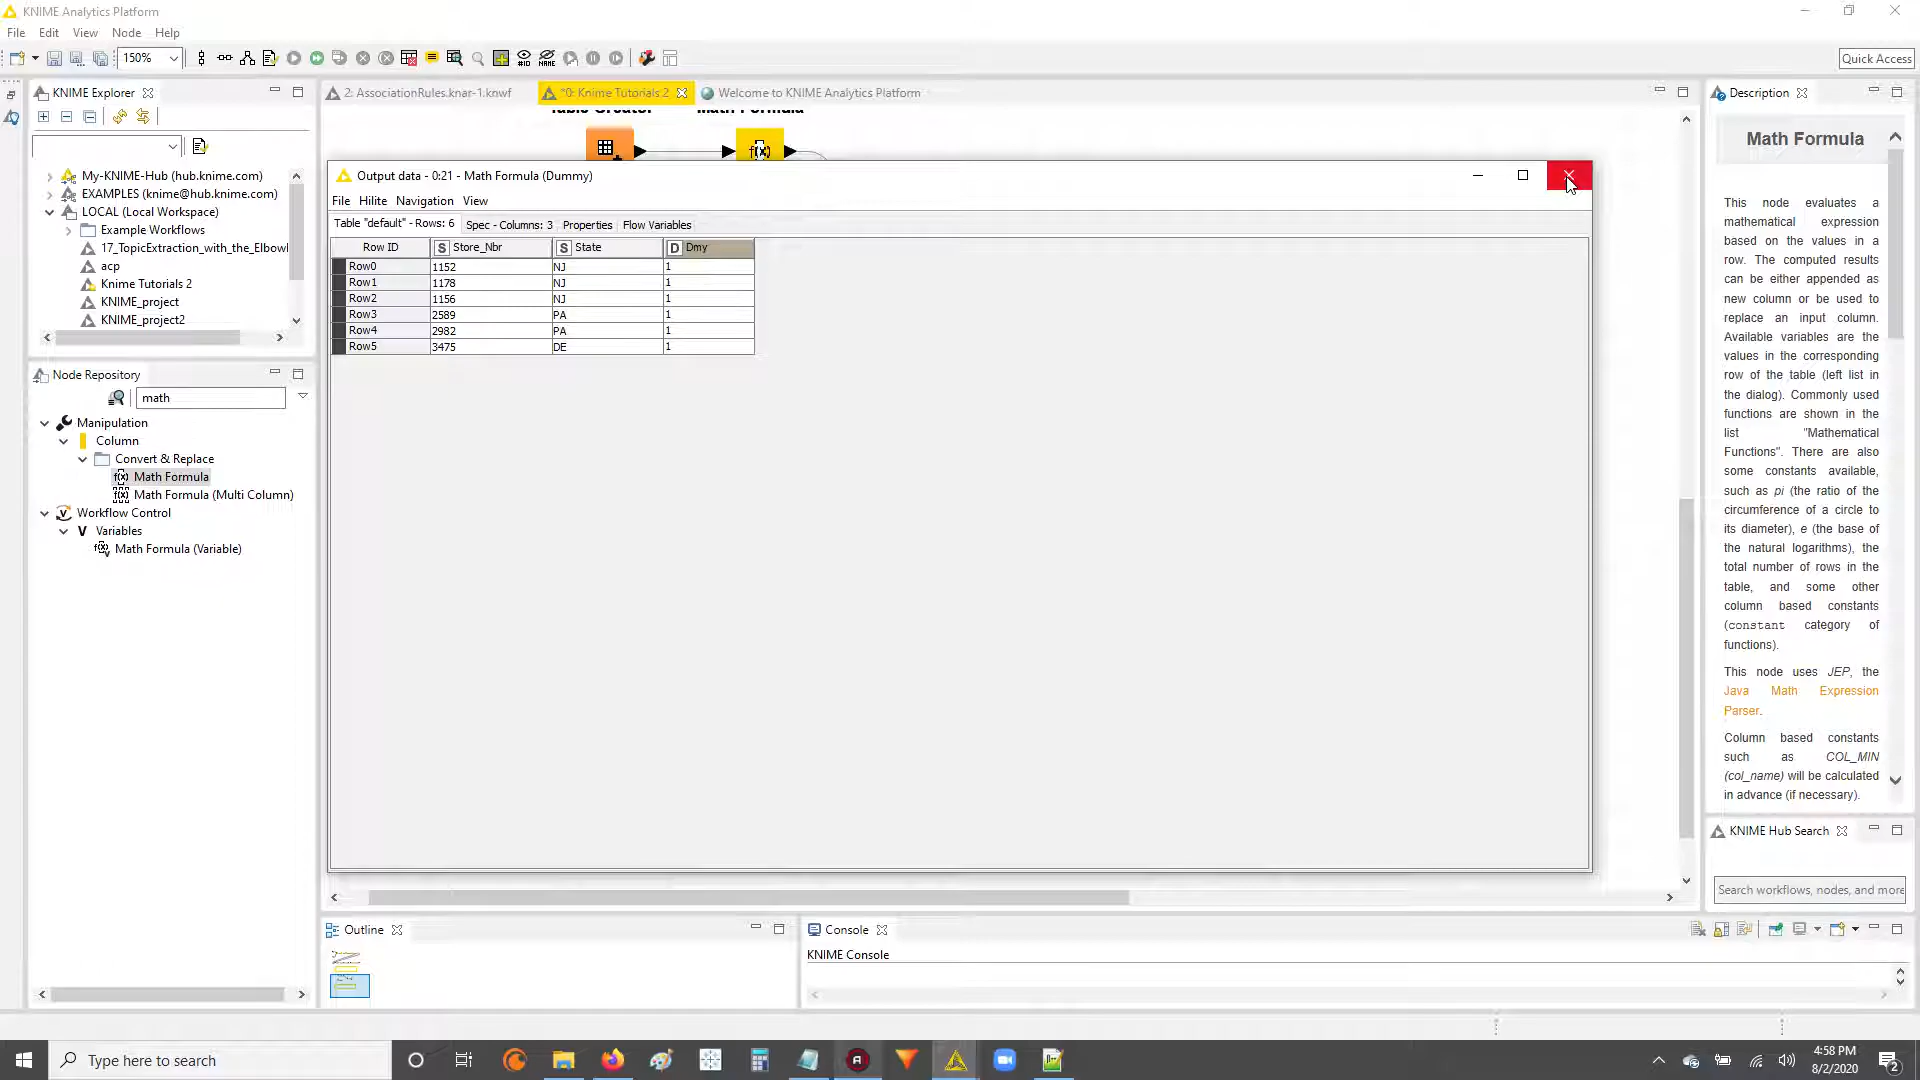 KNIME Analytics Platform
File Edit View Node Help
150%
Quick Access
KNIME Explorer
2: AssociationRules.knar-1.knwf
*0: Knime Tutorials 2
Welcome to KNIME Analytics Platform
Description
Table Creator Math Formula
f(x)
My-KNIME-Hub (hub.knime.com)
EXAMPLES (knime@hub.knime.com)
LOCAL (Local Workspace)
Example Workflows
17_TopicExtraction_with_the_Elbowl
acp
Knime Tutorials 2
KNIME_project
KNIME_project2
Node Repository
math
Manipulation
Column
Convert & Replace
Math Formula
Math Formula (Multi Column)
Workflow Control
Variables
Math Formula (Variable)
Output data - 0:21 - Math Formula (Dummy)
File Hilite Navigation View
Table "default" - Rows: 6 Spec - Columns: 3 Properties Flow Variables
Row ID S Store_Nbr S State D Dmy
Row0 1152 NJ 1
Row1 1178 NJ 1
Row2 1156 NJ 1
Row3 2589 PA 1
Row4 2982 PA 1
Row5 3475 DE 1
Math Formula
This node evaluates a
mathematical expression
based on the values in a
row. The computed results
can be either appended as
new column or be used to
replace an input column.
Available variables are the
values in the corresponding
row of the table (left list in
the dialog). Commonly used
functions are shown in the
list "Mathematical
Functions". There are also
some constants available,
such as pi (the ratio of the
circumference of a circle to
its diameter), e (the base of
the natural logarithms), the
total number of rows in the
table, and some other
column based constants
(constant category of
functions).
This node uses JEP, the
Java Math Expression
Parser.
Column based constants
such as COL_MIN
(col_name) will be calculated
in advance (if necessary).
KNIME Hub Search
Search workflows, nodes, and more
Outline
Console
KNIME Console
Type here to search
4:58 PM
8/2/2020
2